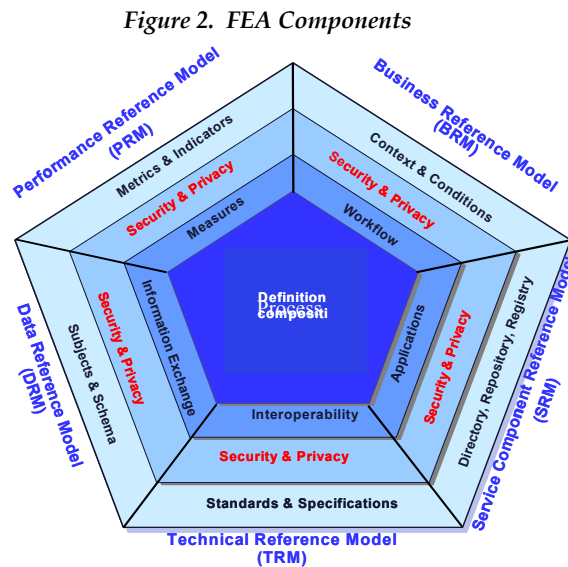 Figure 2. FEA Components
Performance Reference Model
(PRM)
Business Reference Model
(BRM)
Metrics & Indicators
Security & Privacy
Measures
Context & Conditions
Security & Privacy
Workflow
Data Reference Model
(DRM)
Subjects & Schema
Security & Privacy
Information Exchange
Definition
Process
compositi
Applications
Security & Privacy
Directory, Repository, Registry
Service Component Reference Model
(SRM)
Interoperability
Security & Privacy
Standards & Specifications
Technical Reference Model
(TRM)